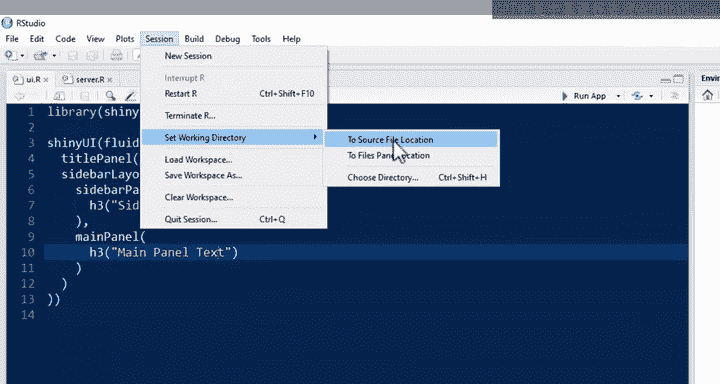 RStudio
File Edit Code View Plots Session Build Debug Tools Help
New Session
Interrupt R
Restart R Ctrl+Shift+F10
Terminate R...
Set Working Directory
To Source File Location
To Files Pane Location
Choose Directory... Ctrl+Shift+H
Load Workspace...
Save Workspace As...
Clear Workspace...
Quit Session... Ctrl+Q
ui.R server.R
Run App
Envi
1 library(shiny
2
3 shinyUI(fluid
4 titlePanel(
5 sidebarLayo
6 sidebarPa
7 h3("Sid
8 ),
9 mainPanel(
10 h3("Main Panel Text")
11 )
12 )
13 ))
14